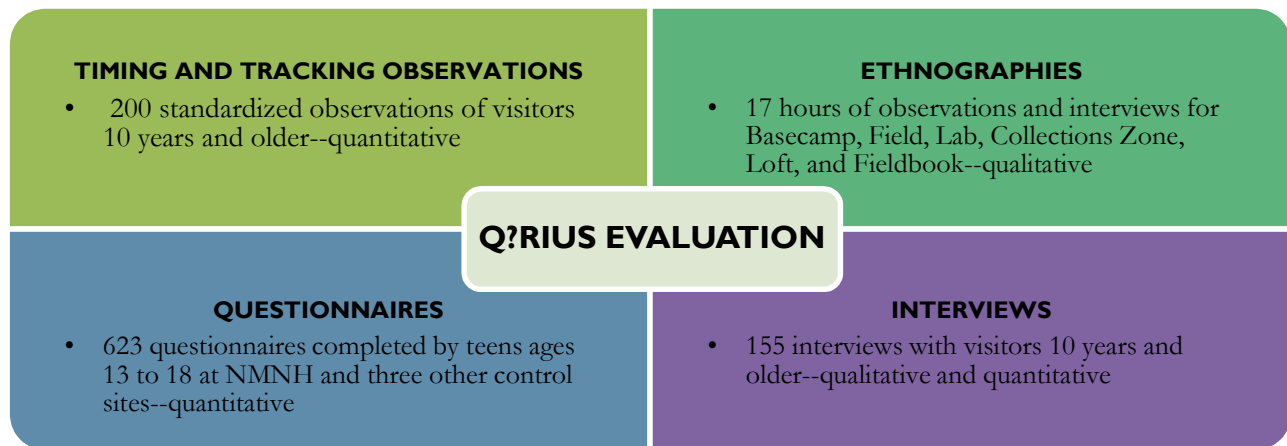 TIMING AND TRACKING OBSERVATIONS
• 200 standardized observations of visitors
10 years and older--quantitative
ETHNOGRAPHIES
• 17 hours of observations and interviews for
Basecamp, Field, Lab, Collections Zone,
Loft, and Fieldbook--qualitative
Q?RIUS EVALUATION
QUESTIONNAIRES
• 623 questionnaires completed by teens ages
13 to 18 at NMNH and three other control
sites--quantitative
INTERVIEWS
• 155 interviews with visitors 10 years and
older--qualitative and quantitative